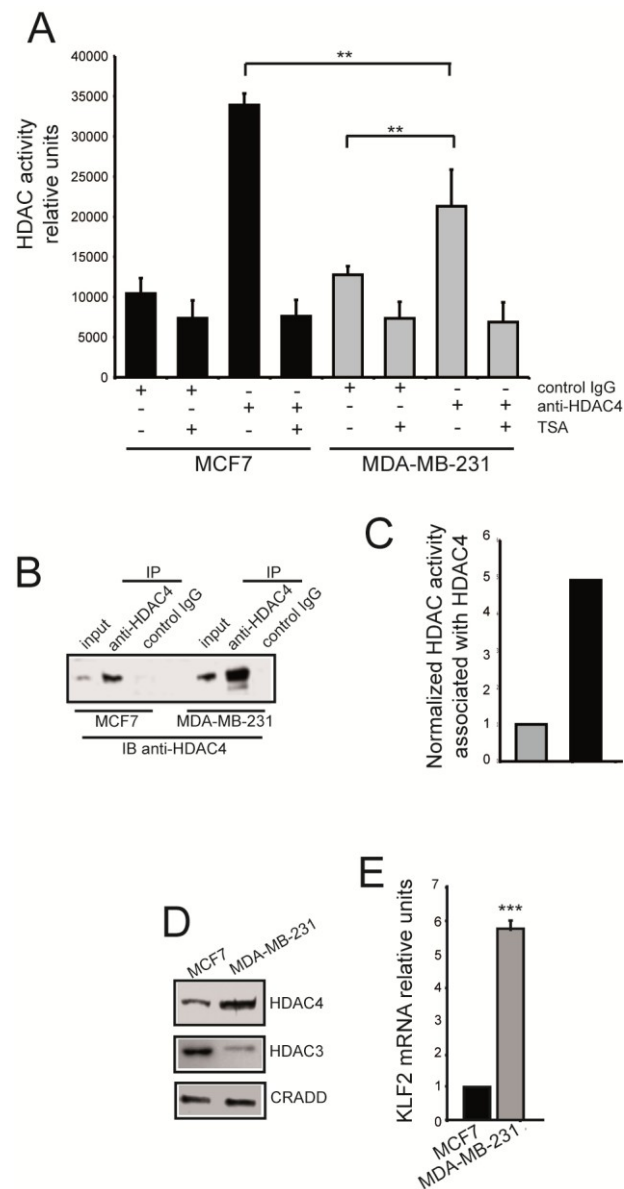 A
** 
**
HDAC activity
relative units
40000
35000
30000
25000
20000
15000
10000
5000
0
+ + - - + + - - control IgG
- - + + - - + + anti-HDAC4
- + - + - + - + TSA
MCF7 MDA-MB-231
B
IP IP
input anti-HDAC4 control IgG input anti-HDAC4 control IgG
MCF7 MDA-MB-231
IB anti-HDAC4
C
Normalized HDAC activity
associated with HDAC4
6
5
4
3
2
1
0
D
MCF7 MDA-MB-231
HDAC4
HDAC3
CRADD
E
KLF2 mRNA relative units
7
6
5
4
3
2
1
0
***
MCF7
MDA-MB-231